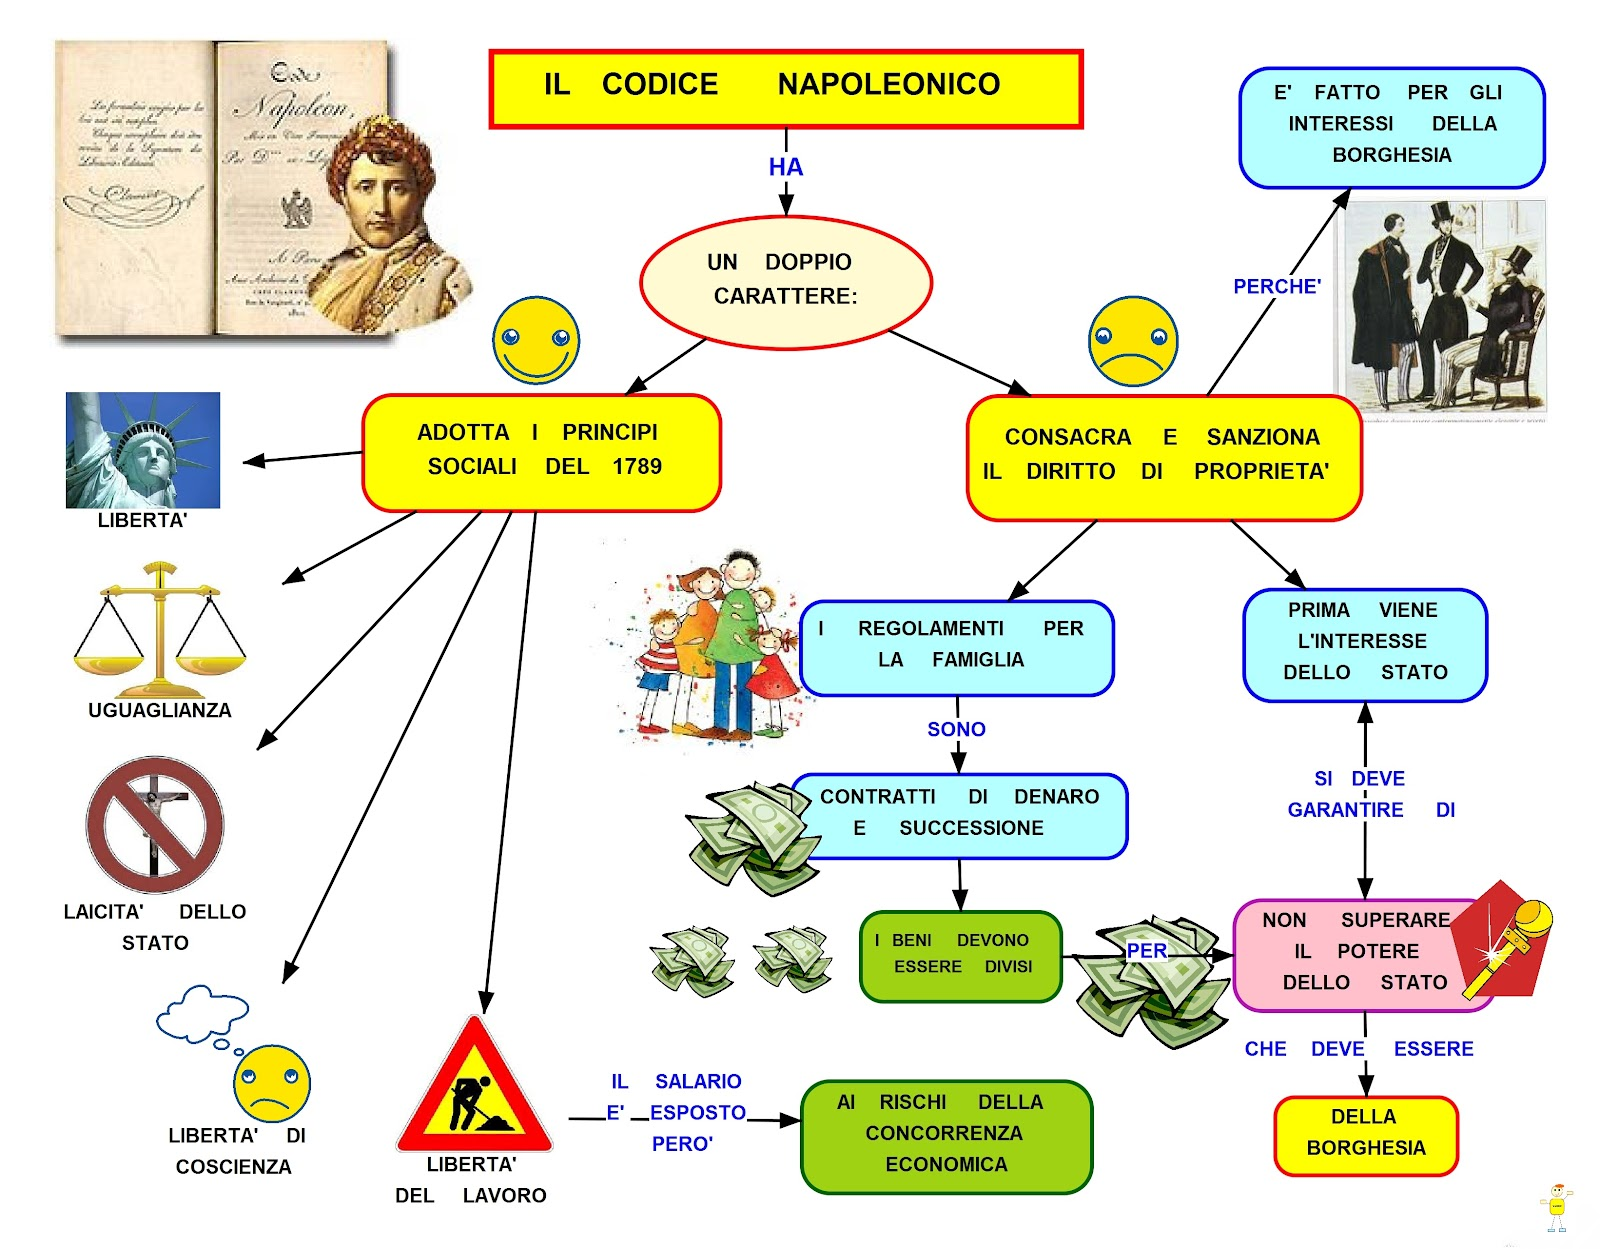 IL CODICE NAPOLEONICO
HA
UN DOPPIO
CARATTERE:
E' FATTO PER GLI
INTERESSI DELLA
BORGHESIA
PERCHE'
Code
Napoléon,
ADOTTA I PRINCIPI
SOCIALI DEL 1789
CONSACRA E SANZIONA
IL DIRITTO DI PROPRIETA'
LIBERTA'
UGUAGLIANZA
LAICITA' DELLO
STATO
LIBERTA' DI
COSCIENZA
LIBERTA'
DEL LAVORO
IL SALARIO
E' ESPOSTO
PERO'
AI RISCHI DELLA
CONCORRENZA
ECONOMICA
I REGOLAMENTI PER
LA FAMIGLIA
SONO
CONTRATTI DI DENARO
E SUCCESSIONE
I BENI DEVONO
ESSERE DIVISI
PER
PRIMA VIENE
L'INTERESSE
DELLO STATO
SI DEVE
GARANTIRE DI
NON SUPERARE
IL POTERE
DELLO STATO
CHE DEVE ESSERE
DELLA
BORGHESIA